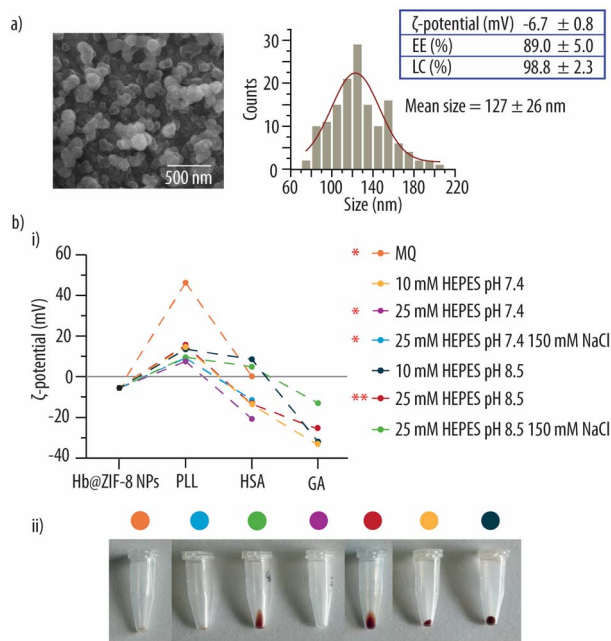 a)
ζ-potential (mV) -6.7 ± 0.8
EE (%) 89.0 ± 5.0
LC (%) 98.8 ± 2.3
500 nm
Counts
30
20
10
0
Mean size = 127 ± 26 nm
60 100 140 180 220
Size (nm)
b)
i)
ζ-potential (mV)
60
40
20
0
-20
-40
Hb@ZIF-8 NPs PLL HSA GA
* MQ
10 mM HEPES pH 7.4
* 25 mM HEPES pH 7.4
* 25 mM HEPES pH 7.4 150 mM NaCl
10 mM HEPES pH 8.5
** 25 mM HEPES pH 8.5
25 mM HEPES pH 8.5 150 mM NaCl
ii)